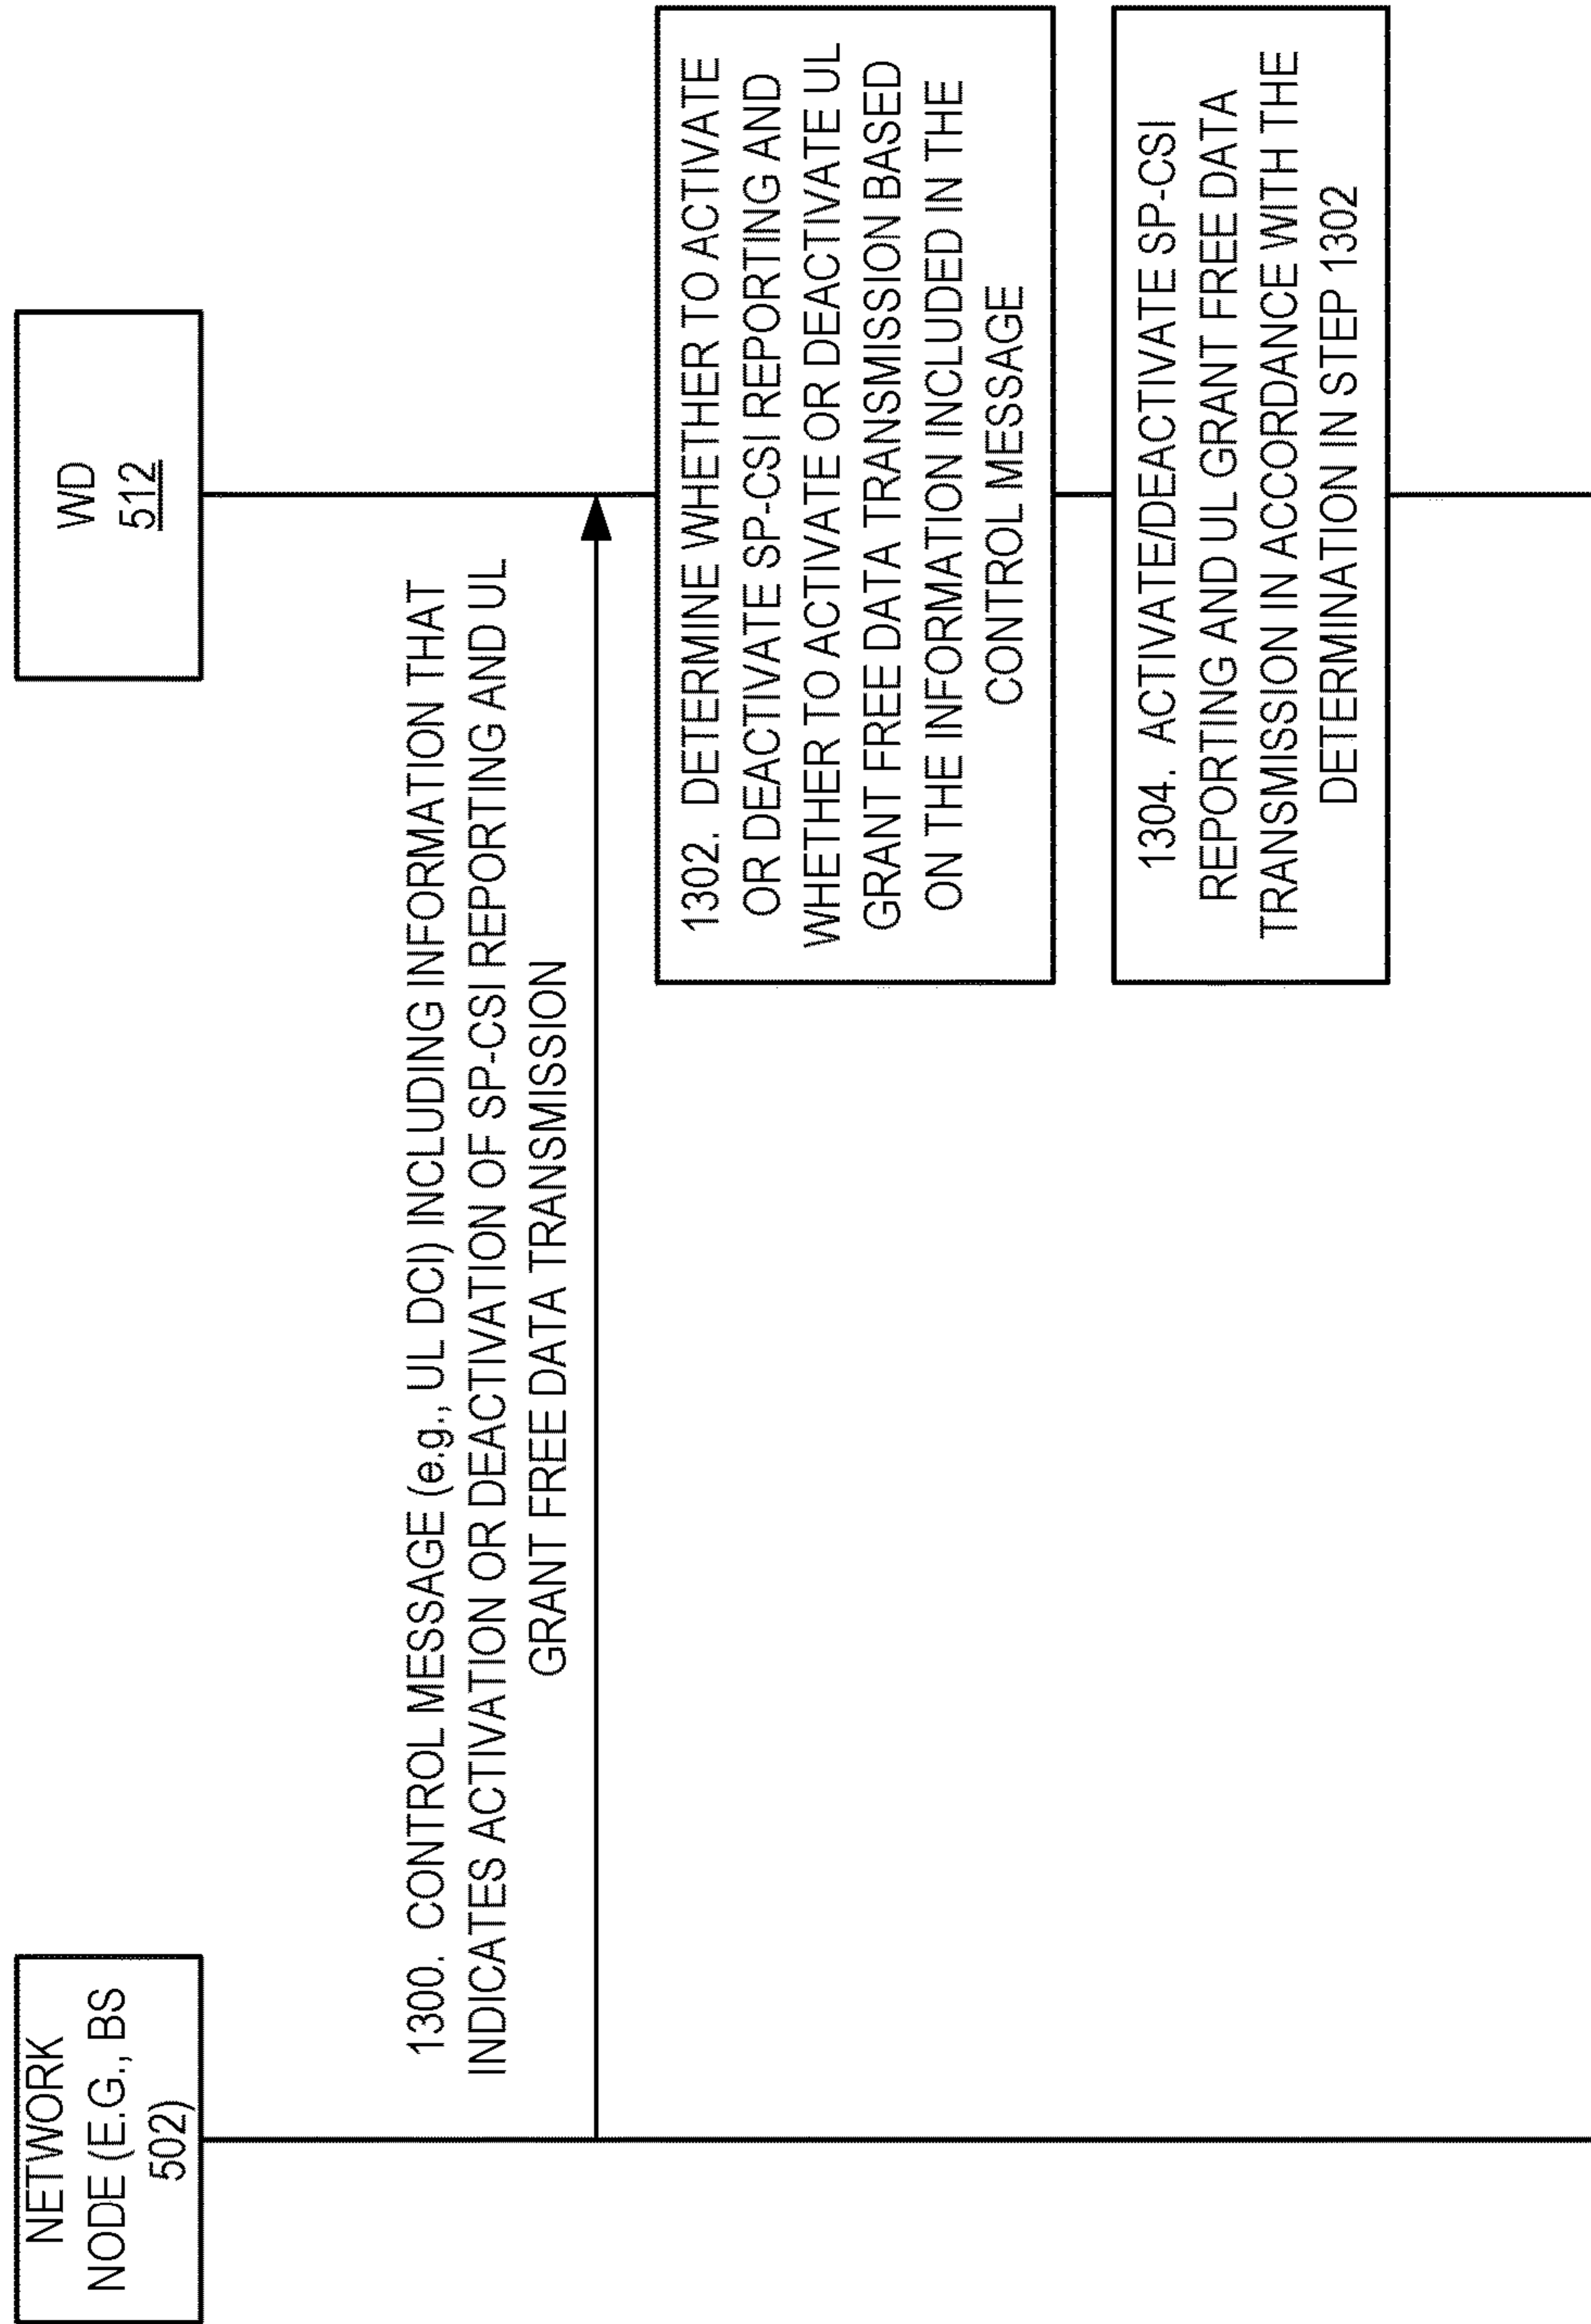 NETWORK
NODE (E.G., BS
502)
WD
512
1300. CONTROL MESSAGE (e.g., UL DCI) INCLUDING INFORMATION THAT
INDICATES ACTIVATION OR DEACTIVATION OF SP-CSI REPORTING AND UL
GRANT FREE DATA TRANSMISSION
1302. DETERMINE WHETHER TO ACTIVATE
OR DEACTIVATE SP-CSI REPORTING AND
WHETHER TO ACTIVATE OR DEACTIVATE UL
GRANT FREE DATA TRANSMISSION BASED
ON THE INFORMATION INCLUDED IN THE
CONTROL MESSAGE
1304. ACTIVATE/DEACTIVATE SP-CSI
REPORTING AND UL GRANT FREE DATA
TRANSMISSION IN ACCORDANCE WITH THE
DETERMINATION IN STEP 1302